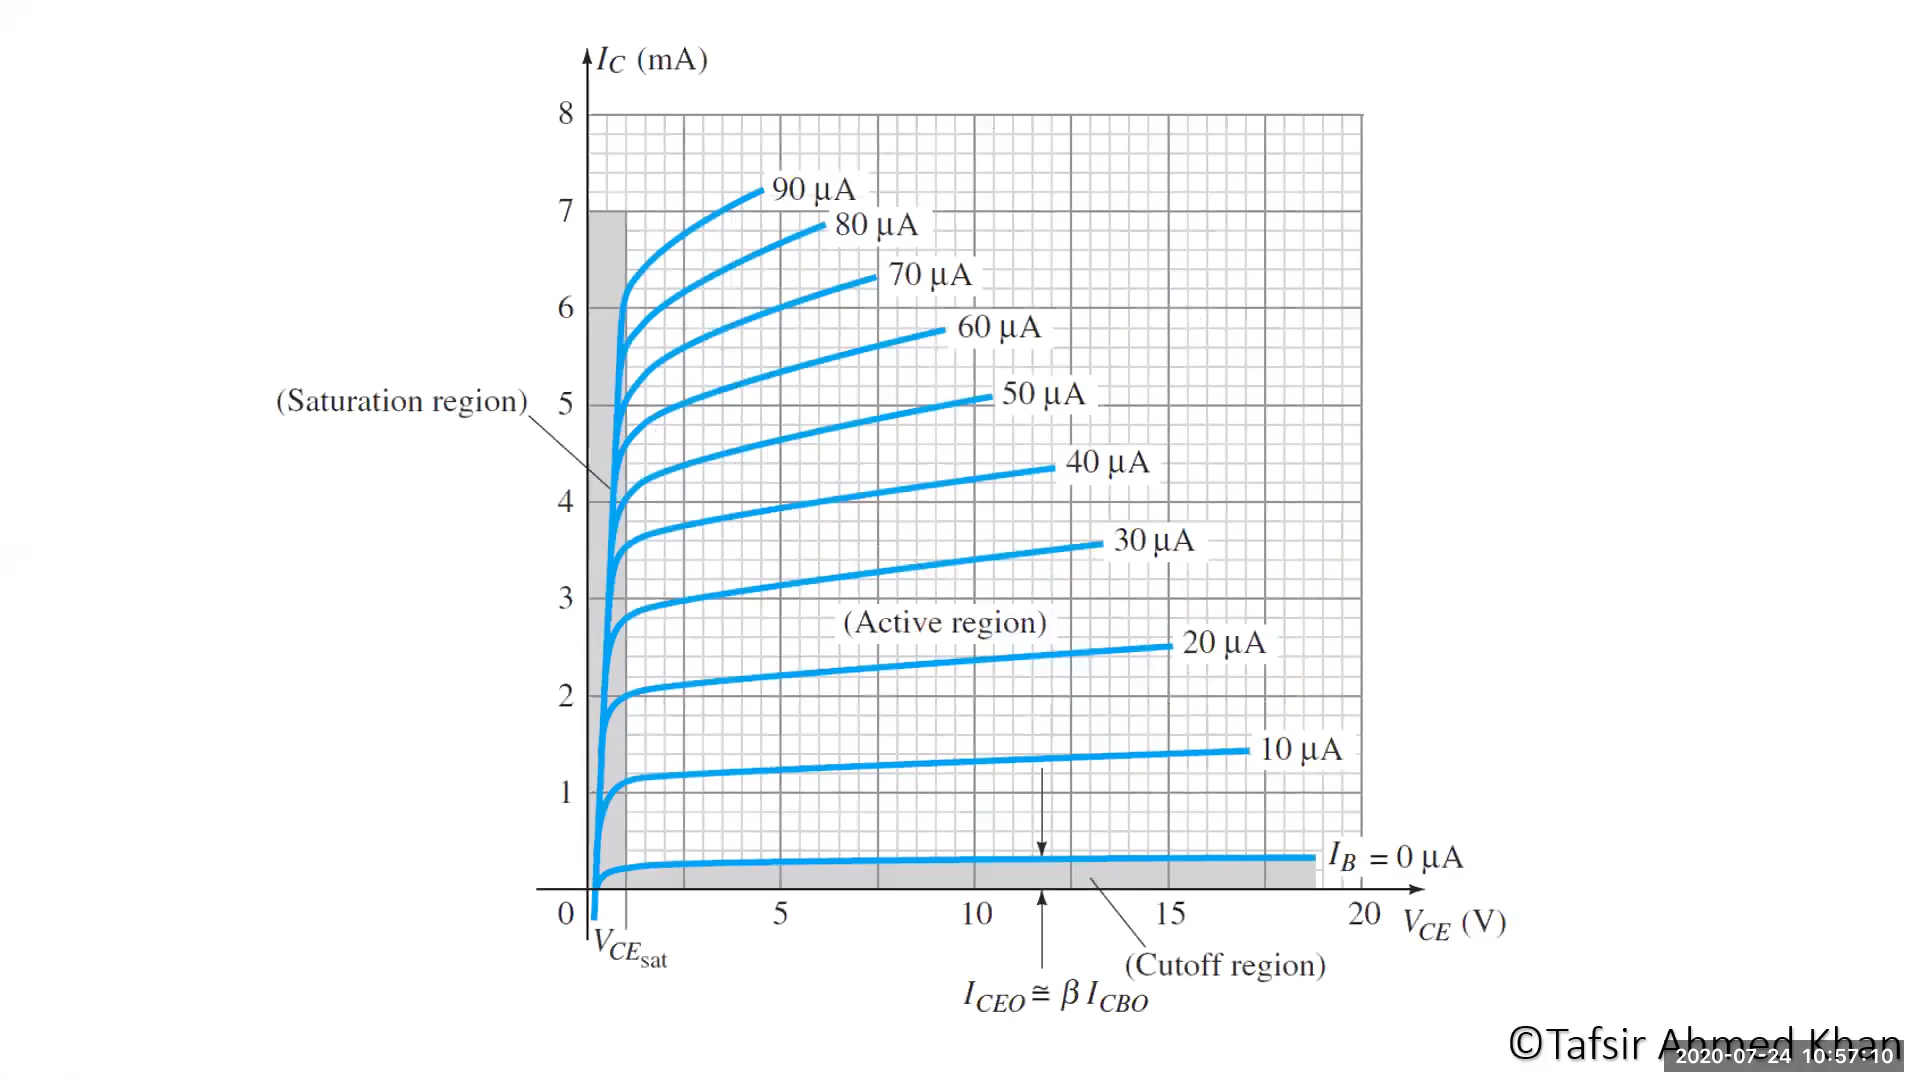 I_C (mA)
8
90 μA
7
80 μA
70 μA
6
60 μA
(Saturation region)
5
50 μA
40 μA
4
30 μA
3
(Active region)
20 μA
2
10 μA
1
I_B = 0 μA
0
5
10
15
20
V_CE (V)
V_CEsat
(Cutoff region)
I_CEO ≅ β I_CBO
©Tafsir Ahmed Khan
2020-07-24 10:57:10